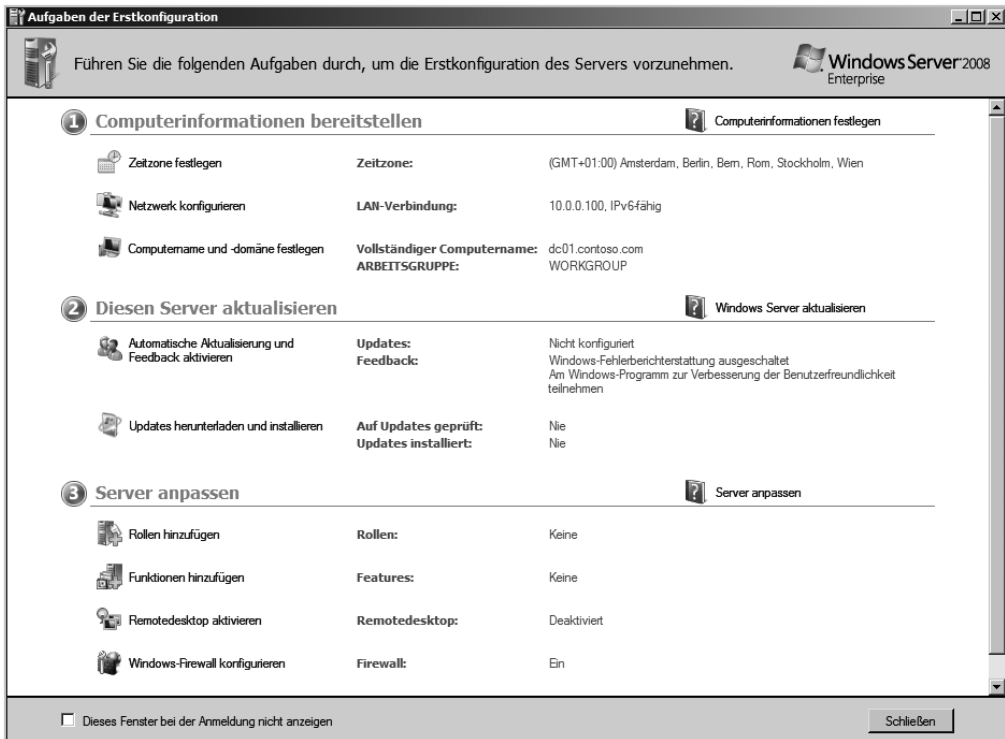 Aufgaben der Erstkonfiguration
Führen Sie die folgenden Aufgaben durch, um die Erstkonfiguration des Servers vorzunehmen.
Windows Server 2008
Enterprise
1 Computerinformationen bereitstellen
Computerinformationen festlegen
Zeitzone festlegen
Zeitzone:
(GMT+01:00) Amsterdam, Berlin, Bern, Rom, Stockholm, Wien
Netzwerk konfigurieren
LAN-Verbindung:
10.0.0.100, IPv6-fähig
Computername und -domäne festlegen
Vollständiger Computername:
dc01.contoso.com
ARBEITSGRUPPE:
WORKGROUP
2 Diesen Server aktualisieren
Windows Server aktualisieren
Automatische Aktualisierung und
Feedback aktivieren
Updates:
Nicht konfiguriert
Feedback:
Windows-Fehlerberichterstattung ausgeschaltet
Am Windows-Programm zur Verbesserung der Benutzerfreundlichkeit
teilnehmen
Updates herunterladen und installieren
Auf Updates geprüft:
Nie
Updates installiert:
Nie
3 Server anpassen
Server anpassen
Rollen hinzufügen
Rollen:
Keine
Funktionen hinzufügen
Features:
Keine
Remotedesktop aktivieren
Remotedesktop:
Deaktiviert
Windows-Firewall konfigurieren
Firewall:
Ein
Dieses Fenster bei der Anmeldung nicht anzeigen
Schließen